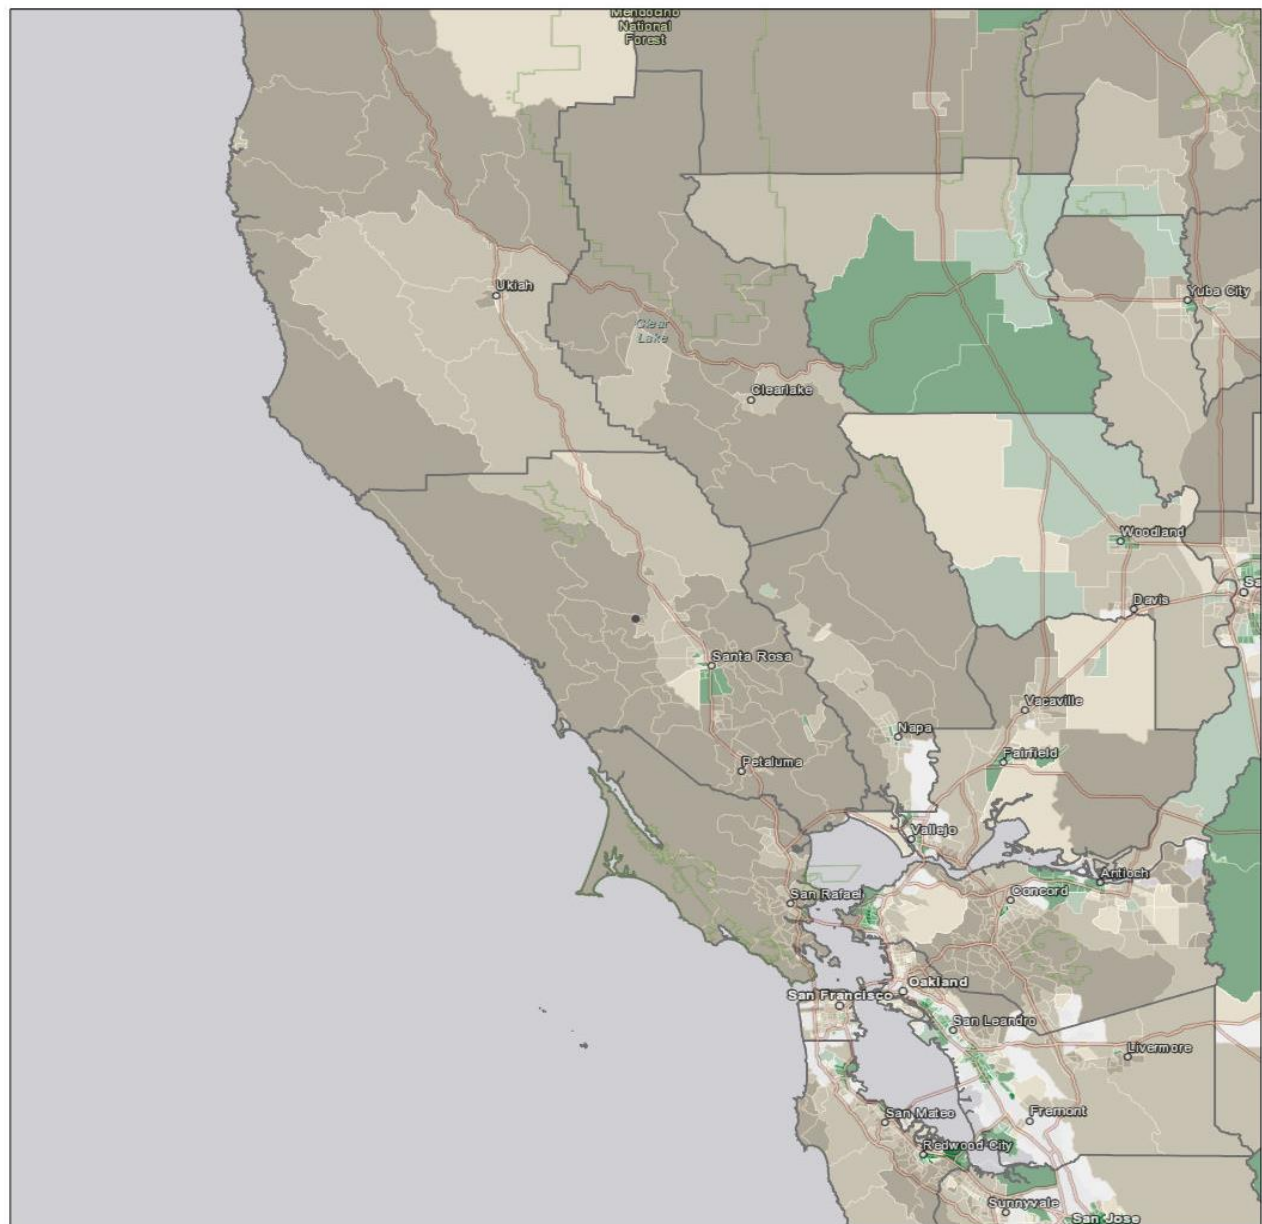 Mendocino
National
Forest
Ukiah
Yuba City
Clear
Lake
Clearlake
Woodland
Davis
Sa
Santa Rosa
Vacaville
Napa
Fairfield
Petaluma
Vallejo
Antioch
San Rafael
Concord
Oakland
San Francisco
San Leandro
Livermore
San Mateo
Fremont
Redwood City
Sunnyvale
San Jose